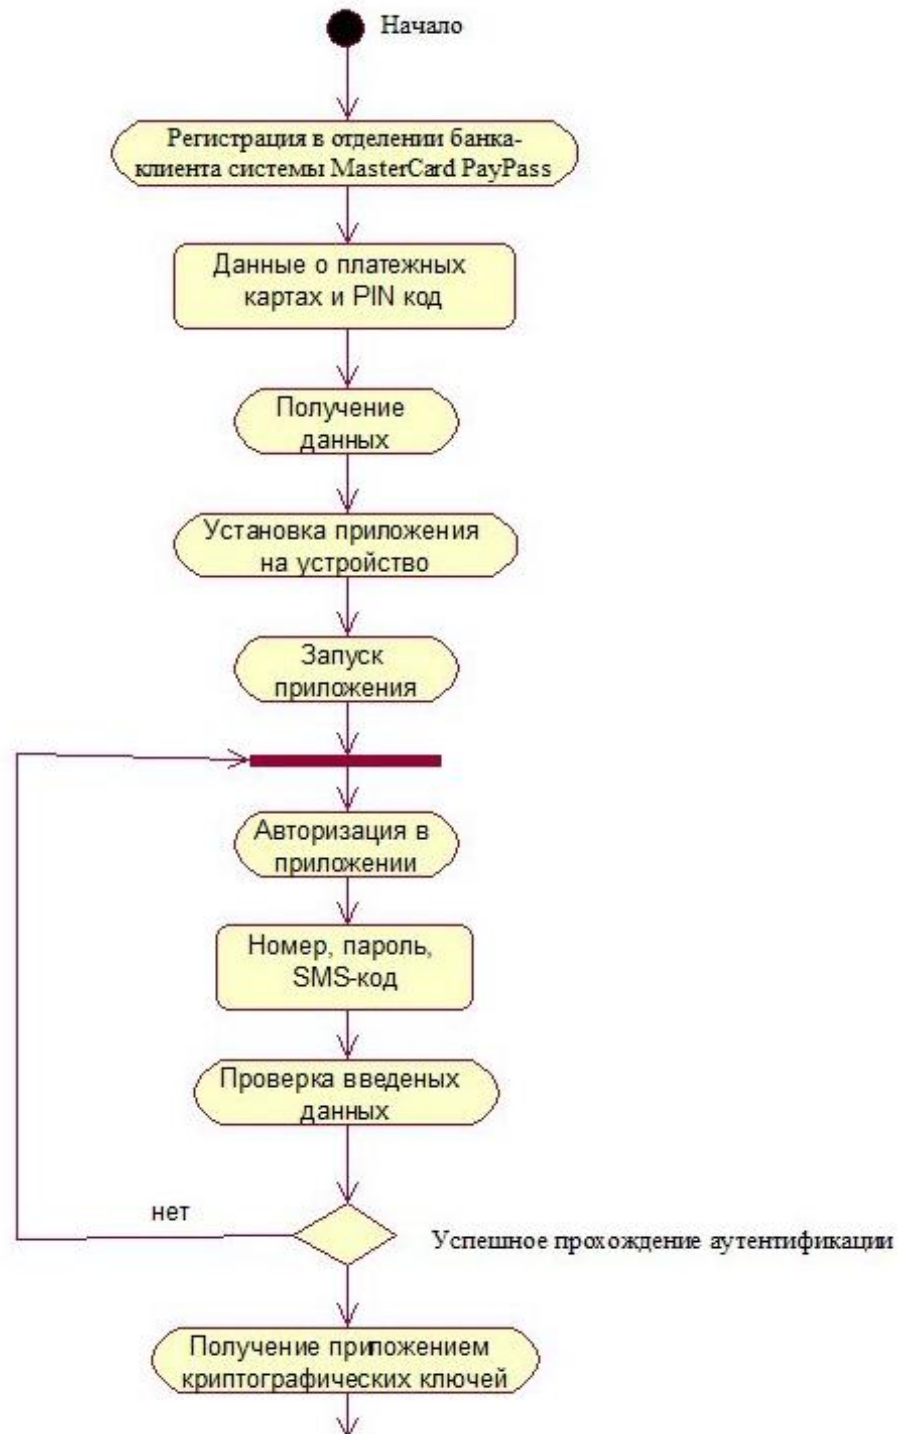 Начало
Регистрация в отделении банка-
клиента системы MasterCard PayPass
Данные о платежных
картах и PIN код
Получение
данных
Установка приложения
на устройство
Запуск
приложения
Авторизация в
приложении
Номер, пароль,
SMS-код
Проверка введеных
данных
нет
Успешное прохождение аутентификации
Получение приложением
криптографических ключей